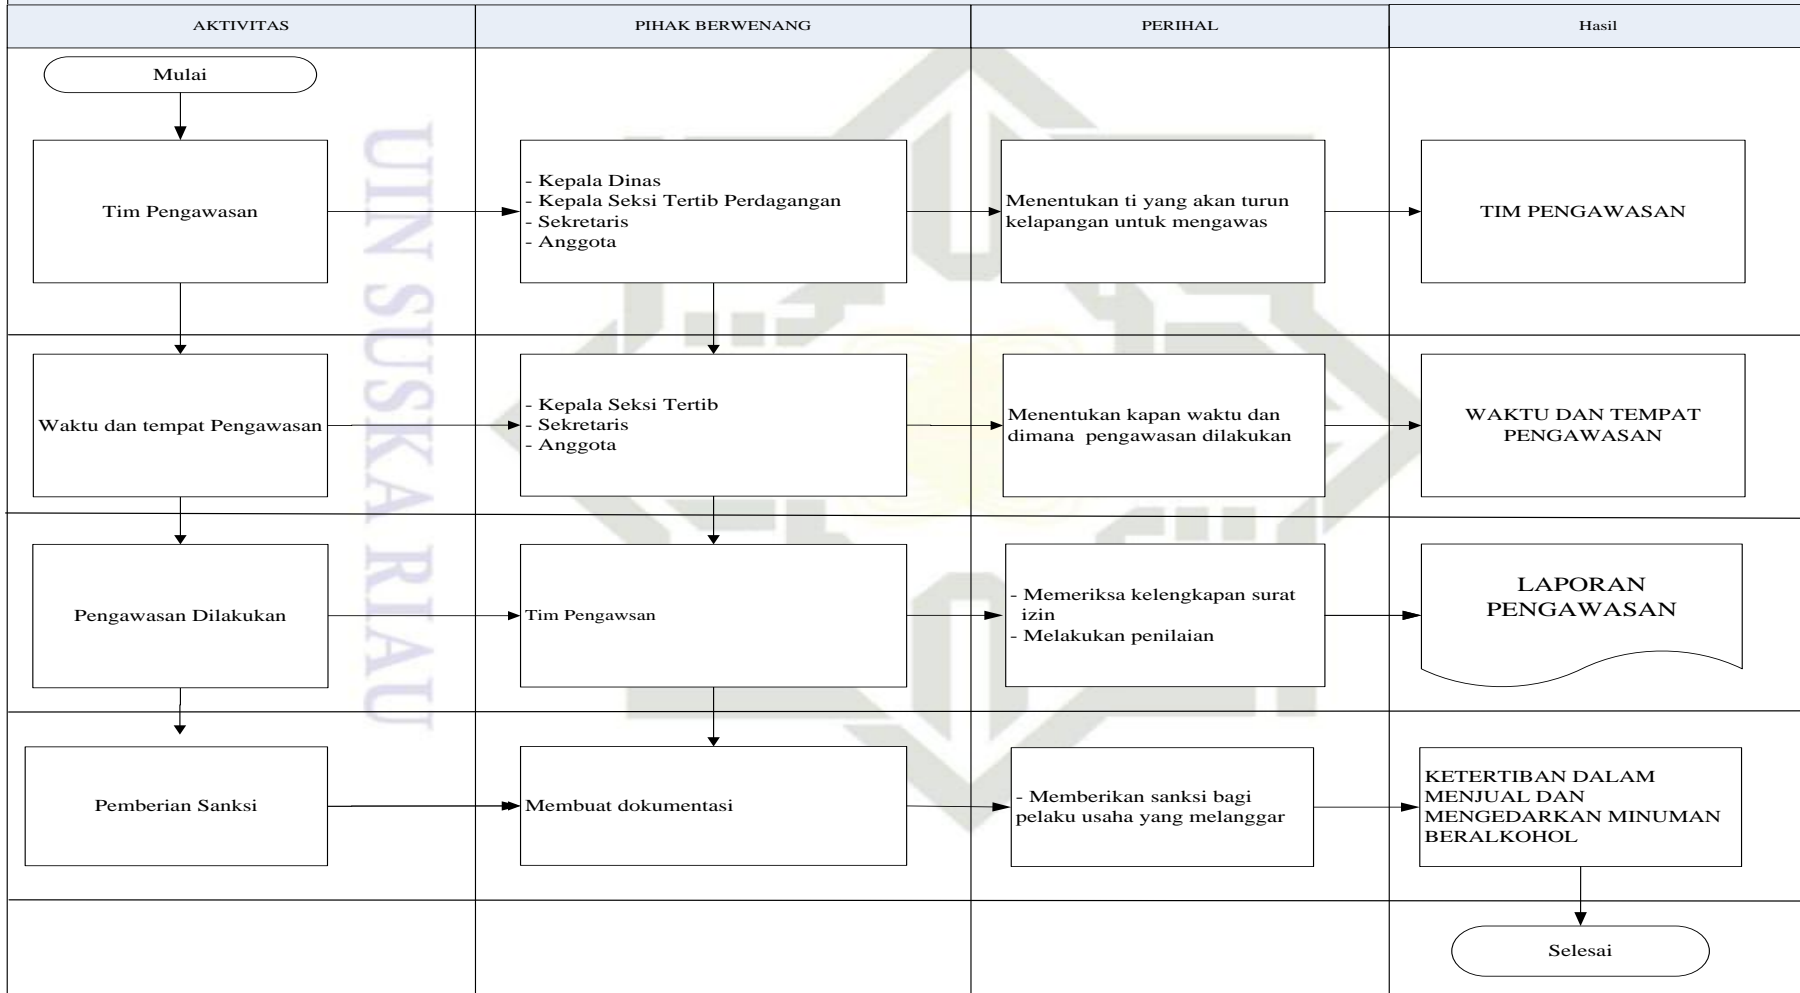 AKTIVITAS
PIHAK BERWENANG
PERIHAL
Hasil
Mulai
Tim Pengawasan
- Kepala Dinas
- Kepala Seksi Tertib Perdagangan
- Sekretaris
- Anggota
Menentukan ti yang akan turun
kelapangan untuk mengawas
TIM PENGAWASAN
Waktu dan tempat Pengawasan
- Kepala Seksi Tertib
- Sekretaris
- Anggota
Menentukan kapan waktu dan
dimana pengawasan dilakukan
WAKTU DAN TEMPAT
PENGAWASAN
Pengawasan Dilakukan
Tim Pengawsan
- Memeriksa kelengkapan surat
izin
- Melakukan penilaian
LAPORAN
PENGAWASAN
Pemberian Sanksi
Membuat dokumentasi
- Memberikan sanksi bagi
pelaku usaha yang melanggar
KETERTIBAN DALAM
MENJUAL DAN
MENGEDARKAN MINUMAN
BERALKOHOL
Selesai
UIN SUSKA RIAU